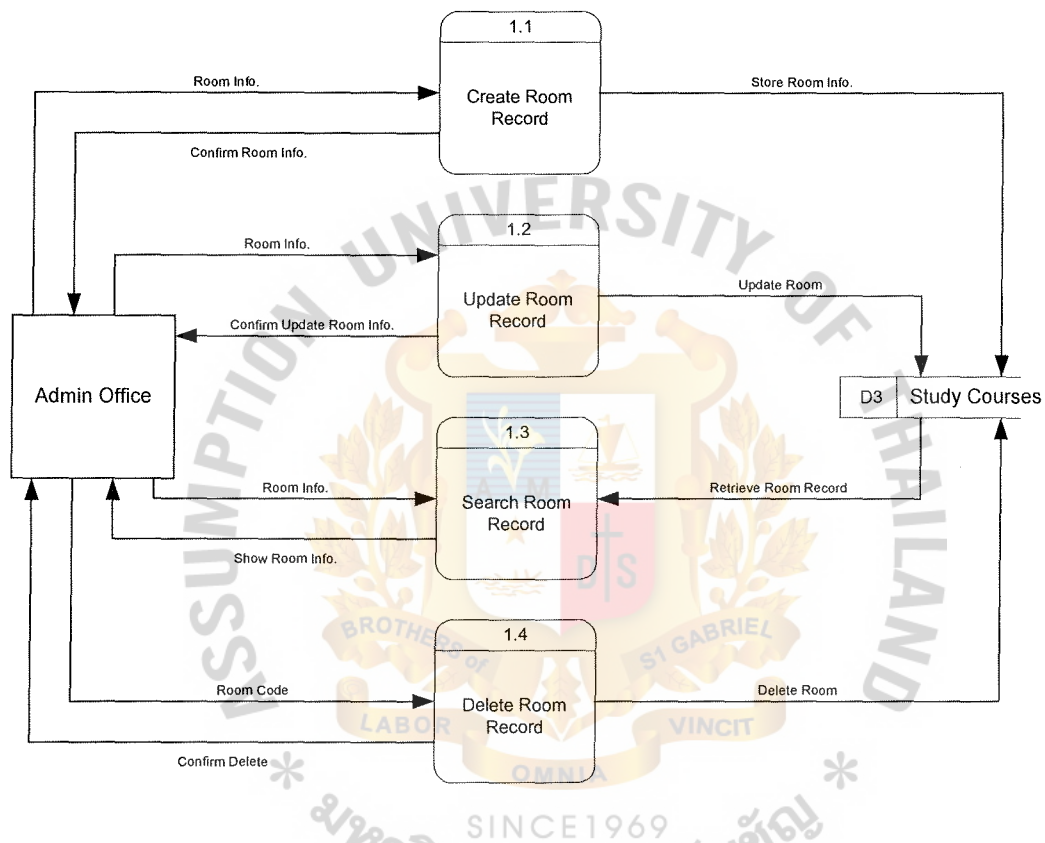 1.1
Create Room
Record
Room Info.
Confirm Room Info.
Store Room Info.
1.2
Update Room
Record
Room Info.
Confirm Update Room Info.
Update Room
Admin Office
D3 Study Courses
1.3
Search Room
Record
Room Info.
Show Room Info.
Retrieve Room Record
1.4
Delete Room
Record
Room Code
Confirm Delete
Delete Room
ASSUMPTION UNIVERSITY OF THAILAND
A M
D S
BROTHERS of
S1 GABRIEL
LABOR
OMNIA
VINCIT
SINCE1969